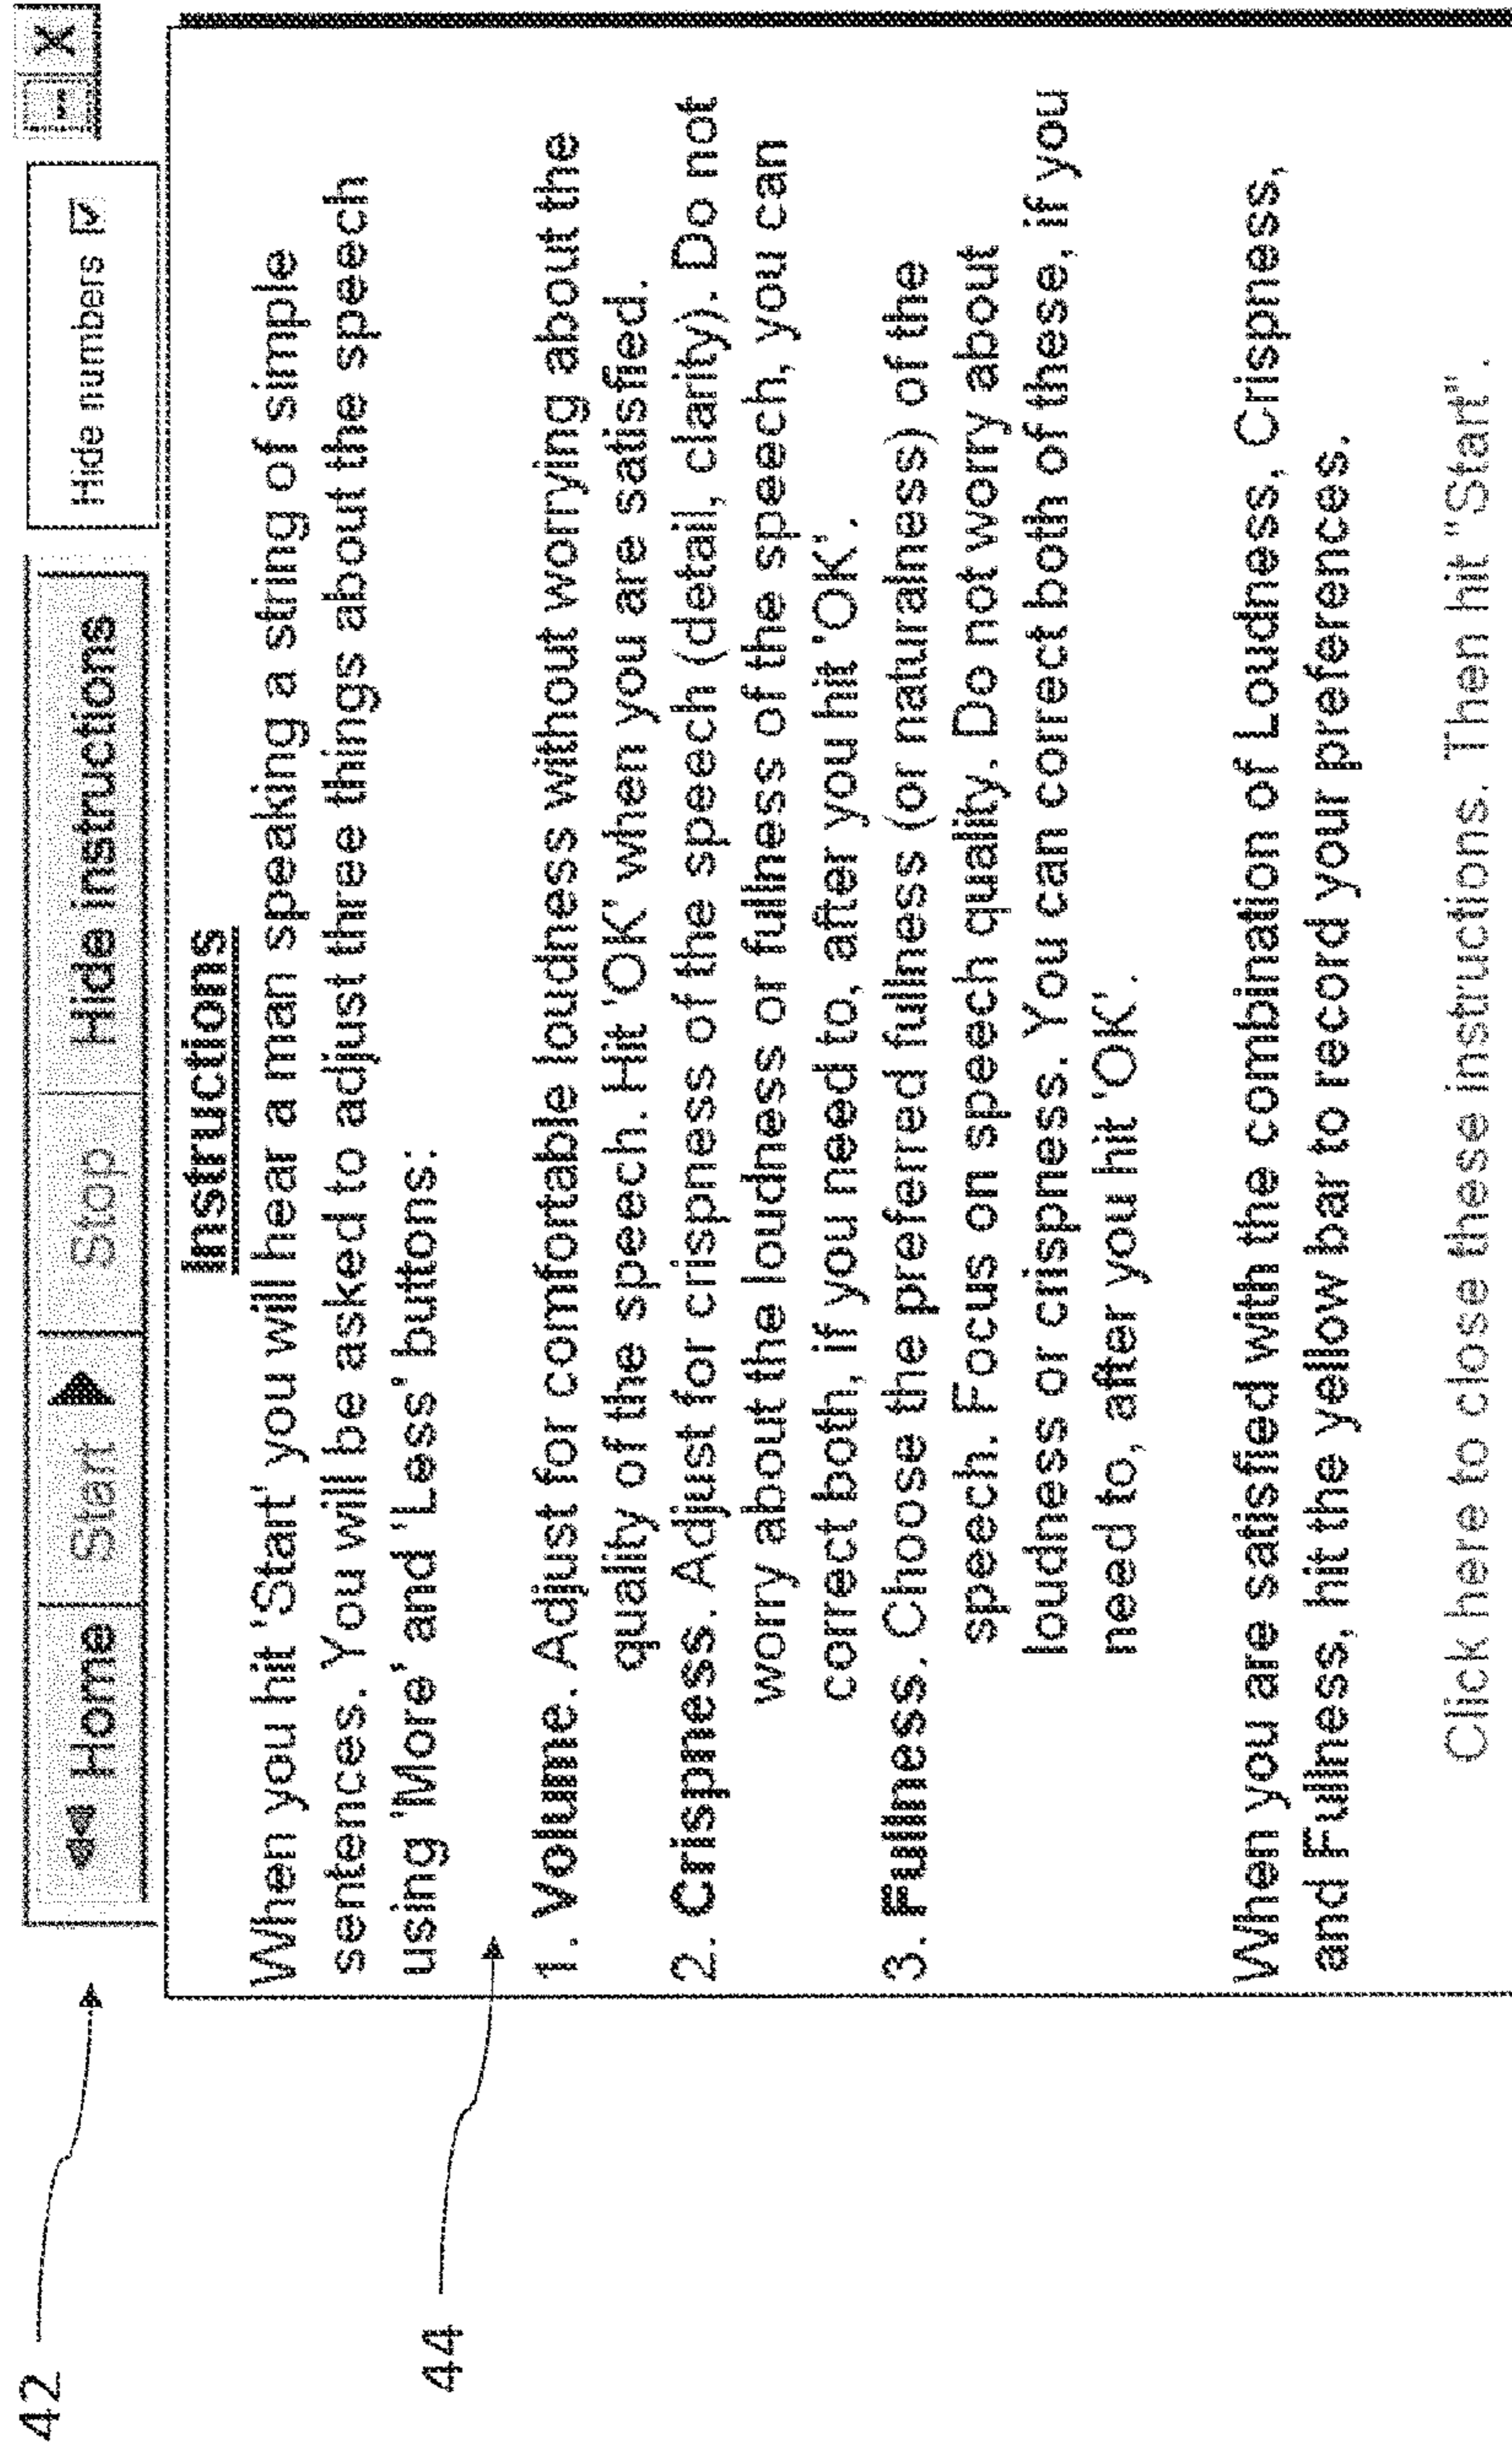 42
Home Start Stop Hide instructions Hide numbers
44
Instructions
When you hit 'Start' you will hear a man speaking a string of simple
sentences. You will be asked to adjust three things about the speech
using 'More' and 'Less' buttons:
1. Volume. Adjust for comfortable loudness without worrying about the
quality of the speech. Hit 'OK' when you are satisfied.
2. Crispness. Adjust for crispness of the speech (detail, clarity). Do not
worry about the loudness or fullness of the speech, you can
correct both, if you need to, after you hit 'OK'.
3. Fullness. Choose the preferred fullness (or naturalness) of the
speech. Focus on speech quality. Do not worry about
loudness or crispness. You can correct both of these, if you
need to, after you hit 'OK'.
When you are satisfied with the combination of Loudness, Crispness,
and Fullness, hit the yellow bar to record your preferences.
Click here to close these instructions. Then hit "Start".